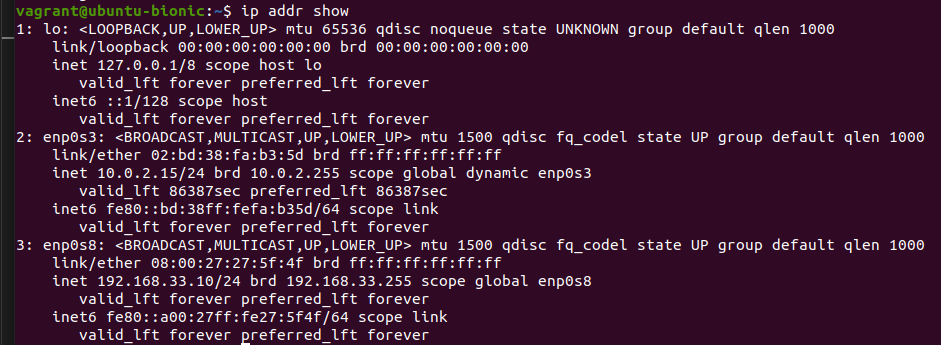 vagrant@ubuntu-bionic:~$ ip addr show
1: lo: <LOOPBACK,UP,LOWER_UP> mtu 65536 qdisc noqueue state UNKNOWN group default qlen 1000
    link/loopback 00:00:00:00:00:00 brd 00:00:00:00:00:00
    inet 127.0.0.1/8 scope host lo
       valid_lft forever preferred_lft forever
    inet6 ::1/128 scope host
       valid_lft forever preferred_lft forever
2: enp0s3: <BROADCAST,MULTICAST,UP,LOWER_UP> mtu 1500 qdisc fq_codel state UP group default qlen 1000
    link/ether 02:bd:38:fa:b3:5d brd ff:ff:ff:ff:ff:ff
    inet 10.0.2.15/24 brd 10.0.2.255 scope global dynamic enp0s3
       valid_lft 86387sec preferred_lft 86387sec
    inet6 fe80::bd:38ff:fefa:b35d/64 scope link
       valid_lft forever preferred_lft forever
3: enp0s8: <BROADCAST,MULTICAST,UP,LOWER_UP> mtu 1500 qdisc fq_codel state UP group default qlen 1000
    link/ether 08:00:27:27:5f:4f brd ff:ff:ff:ff:ff:ff
    inet 192.168.33.10/24 brd 192.168.33.255 scope global enp0s8
       valid_lft forever preferred_lft forever
    inet6 fe80::a00:27ff:fe27:5f4f/64 scope link
       valid_lft forever preferred_lft forever